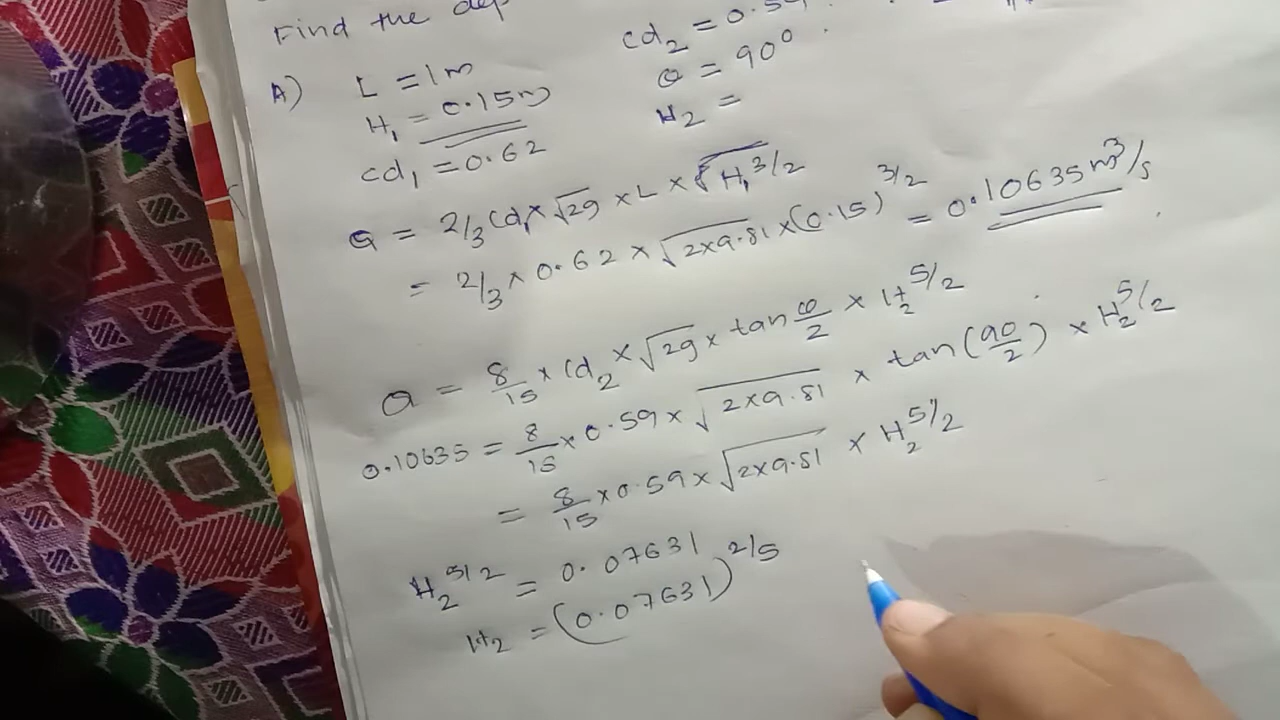 Find the
cd₂ = 0.59
A) L = 1m
θ = 90°
H₁ = 0.15m
H₂ =
cd₁ = 0.62
Q = 2/3 Cd₁ × √2g × L × √H₁^3/2
= 2/3 × 0.62 × √2×9.81 × (0.15)^3/2 = 0.10635 m³/s
Q = 8/15 × Cd₂ × √2g × tan θ/2 × H₂^5/2
0.10635 = 8/15 × 0.59 × √2×9.81 × tan(90/2) × H₂^5/2
= 8/15 × 0.59 × √2×9.81 × H₂^5/2
H₂^5/2 = 0.07631
H₂ = (0.07631)^2/5